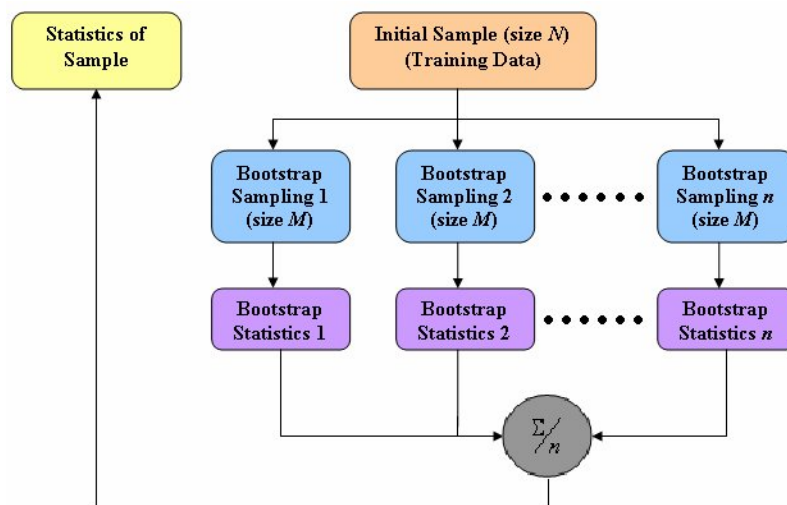 Statistics of
Sample
Initial Sample (size N)
(Training Data)
Bootstrap
Sampling 1
(size M)
Bootstrap
Sampling 2
(size M)
Bootstrap
Sampling n
(size M)
Bootstrap
Statistics 1
Bootstrap
Statistics 2
Bootstrap
Statistics n
Σ/n